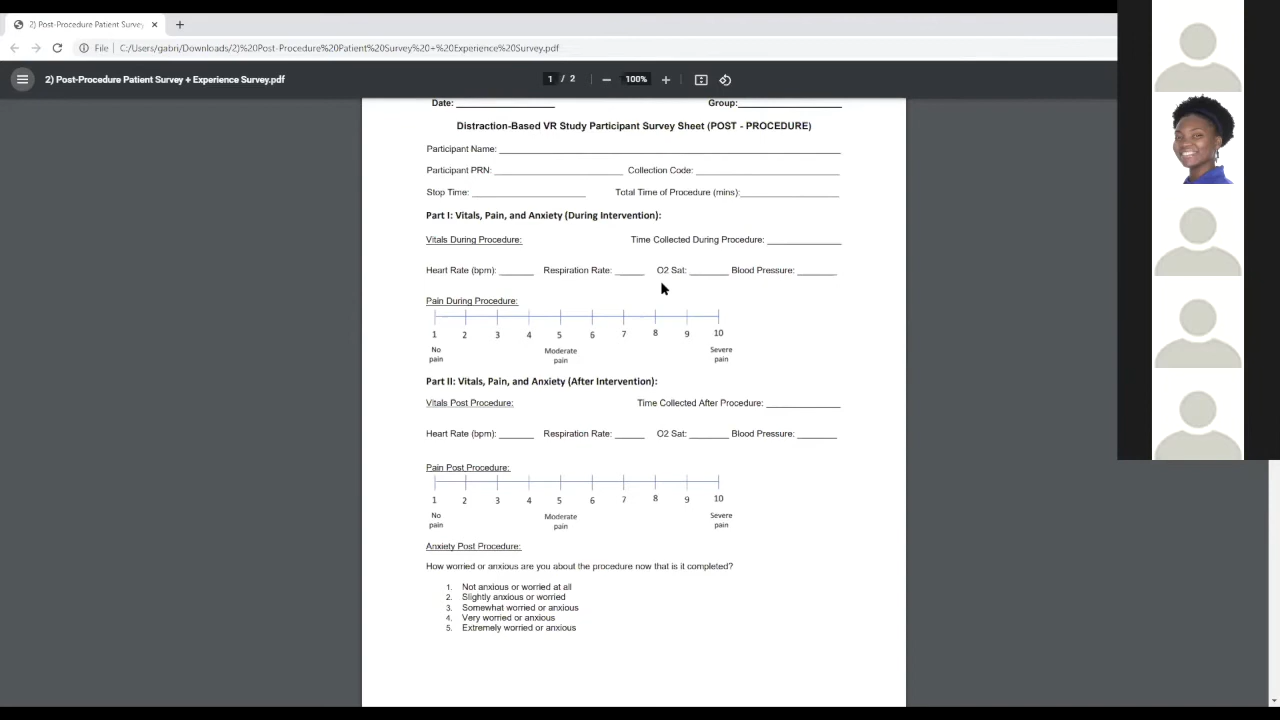 2) Post-Procedure Patient Survey
File C:/Users/gabri/Downloads/2)%20Post-Procedure%20Patient%20Survey%20+%20Experience%20Survey.pdf
2) Post-Procedure Patient Survey + Experience Survey.pdf 1 / 2 100%
Date: Group:
Distraction-Based VR Study Participant Survey Sheet (POST - PROCEDURE)
Participant Name:
Participant PRN: Collection Code:
Stop Time: Total Time of Procedure (mins):
Part I: Vitals, Pain, and Anxiety (During Intervention):
Vitals During Procedure: Time Collected During Procedure:
Heart Rate (bpm): Respiration Rate: O2 Sat: Blood Pressure:
Pain During Procedure:
1 2 3 4 5 6 7 8 9 10
No Moderate Severe
pain pain pain
Part II: Vitals, Pain, and Anxiety (After Intervention):
Vitals Post Procedure: Time Collected After Procedure:
Heart Rate (bpm): Respiration Rate: O2 Sat: Blood Pressure:
Pain Post Procedure:
1 2 3 4 5 6 7 8 9 10
No Moderate Severe
pain pain pain
Anxiety Post Procedure:
How worried or anxious are you about the procedure now that is it completed?
1. Not anxious or worried at all
2. Slightly anxious or worried
3. Somewhat worried or anxious
4. Very worried or anxious
5. Extremely worried or anxious